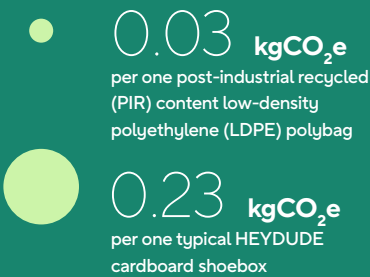 0.03 kgCO₂e
per one post-industrial recycled
(PIR) content low-density
polyethylene (LDPE) polybag
0.23 kgCO₂e
per one typical HEYDUDE
cardboard shoebox